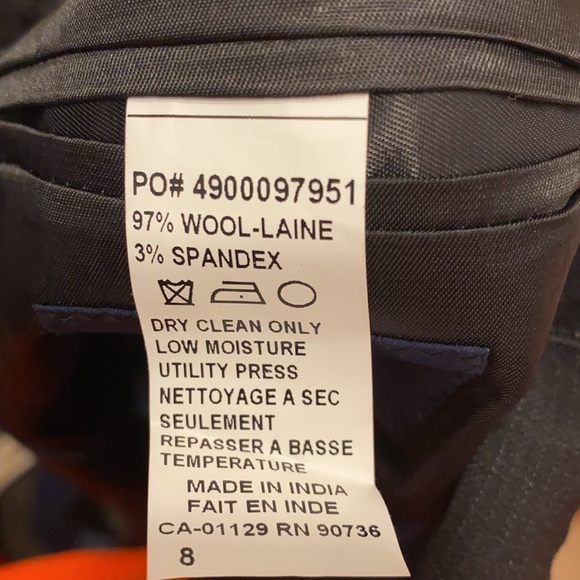 PO# 4900097951
97% WOOL-LAINE
3% SPANDEX
DRY CLEAN ONLY
LOW MOISTURE
UTILITY PRESS
NETTOYAGE A SEC
SEULEMENT
REPASSER A BASSE
TEMPERATURE
MADE IN INDIA
FAIT EN INDE
CA-01129 RN 90736
8